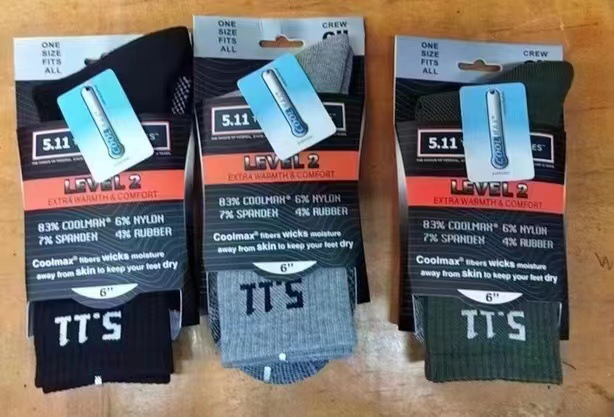 ONE
SIZE
FITS
ALL
5.11
COOLMAX
LEVEL 2
EXTRA WARMTH & COMFORT
83% COOLMAX® 6% NYLON
7% SPANDEN 4% RUBBER
Coolmax® fibers wicks moisture
away from skin to keep your feet dry
6"
5.11
ONE
SIZE
FITS
ALL
CREW
5.11
LEVEL 2
EXTRA WARMTH & COMFORT
83% COOLMAX® 6% NYLON
7% SPANDEN 4% RUBBER
Coolmax® fibers wicks moisture
away from skin to keep your feet dry
6"
5.11
ONE
SIZE
FITS
ALL
CREW
5.11
COOLMAX
LEVEL 2
EXTRA WARMTH & COMFORT
83% COOLMAX® 6% NYLON
7% SPANDEN 4% RUBBER
Coolmax® fibers wicks moisture
away from skin to keep your feet dry
6"
5.11